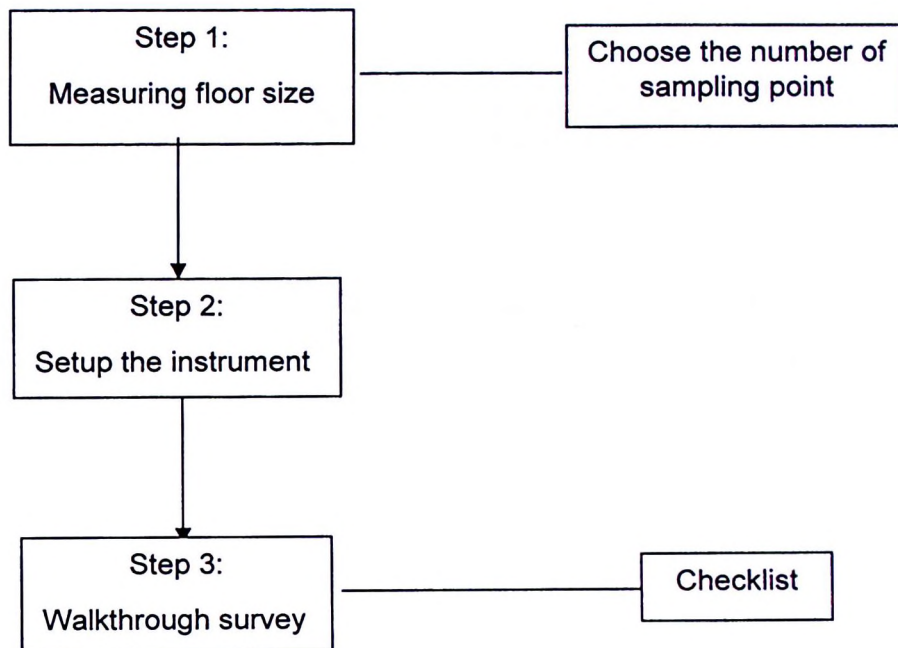 Step 1:
Measuring floor size
Choose the number of
sampling point
Step 2:
Setup the instrument
Step 3:
Walkthrough survey
Checklist